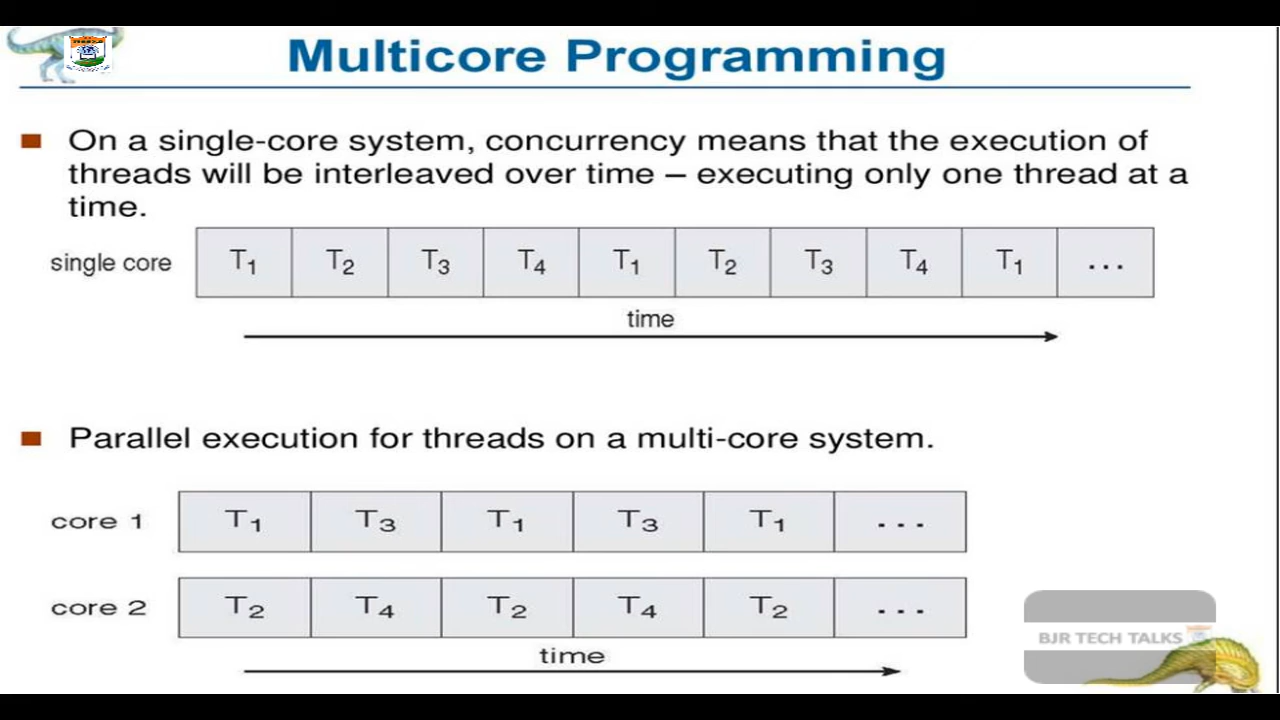 Multicore Programming
On a single-core system, concurrency means that the execution of
threads will be interleaved over time – executing only one thread at a
time.
single core T1 T2 T3 T4 T1 T2 T3 T4 T1 ...
time
Parallel execution for threads on a multi-core system.
core 1 T1 T3 T1 T3 T1 ...
core 2 T2 T4 T2 T4 T2 ...
time
BJR TECH TALKS